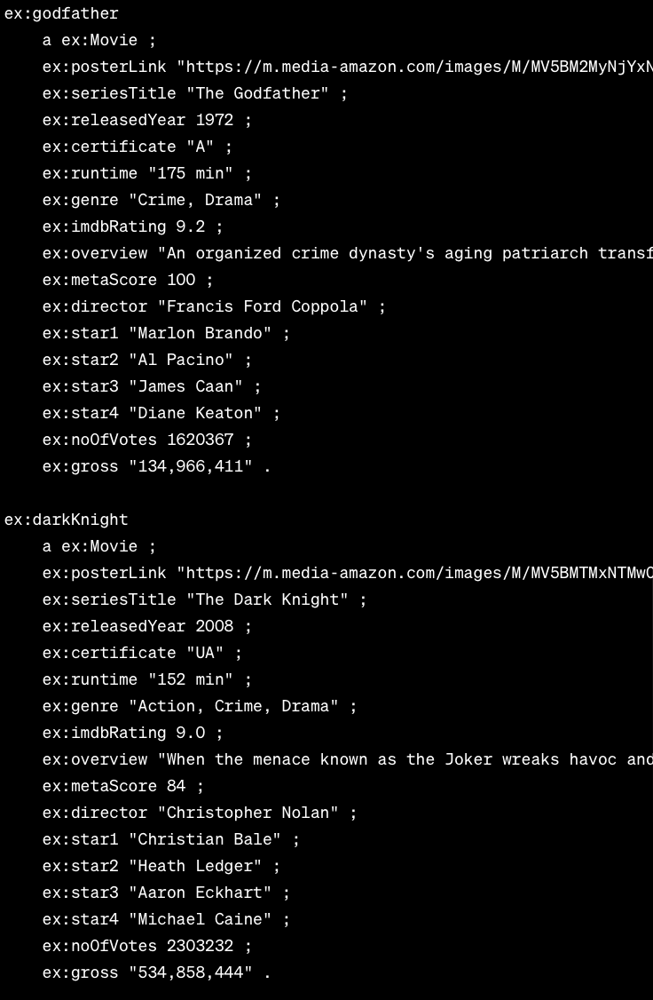 ex:godfather
    a ex:Movie ;
    ex:posterLink "https://m.media-amazon.com/images/M/MV5BM2MyNjYxN
    ex:seriesTitle "The Godfather" ;
    ex:releasedYear 1972 ;
    ex:certificate "A" ;
    ex:runtime "175 min" ;
    ex:genre "Crime, Drama" ;
    ex:imdbRating 9.2 ;
    ex:overview "An organized crime dynasty's aging patriarch transf
    ex:metaScore 100 ;
    ex:director "Francis Ford Coppola" ;
    ex:star1 "Marlon Brando" ;
    ex:star2 "Al Pacino" ;
    ex:star3 "James Caan" ;
    ex:star4 "Diane Keaton" ;
    ex:noOfVotes 1620367 ;
    ex:gross "134,966,411" .

ex:darkKnight
    a ex:Movie ;
    ex:posterLink "https://m.media-amazon.com/images/M/MV5BMTMxNTMwO
    ex:seriesTitle "The Dark Knight" ;
    ex:releasedYear 2008 ;
    ex:certificate "UA" ;
    ex:runtime "152 min" ;
    ex:genre "Action, Crime, Drama" ;
    ex:imdbRating 9.0 ;
    ex:overview "When the menace known as the Joker wreaks havoc and
    ex:metaScore 84 ;
    ex:director "Christopher Nolan" ;
    ex:star1 "Christian Bale" ;
    ex:star2 "Heath Ledger" ;
    ex:star3 "Aaron Eckhart" ;
    ex:star4 "Michael Caine" ;
    ex:noOfVotes 2303232 ;
    ex:gross "534,858,444" .